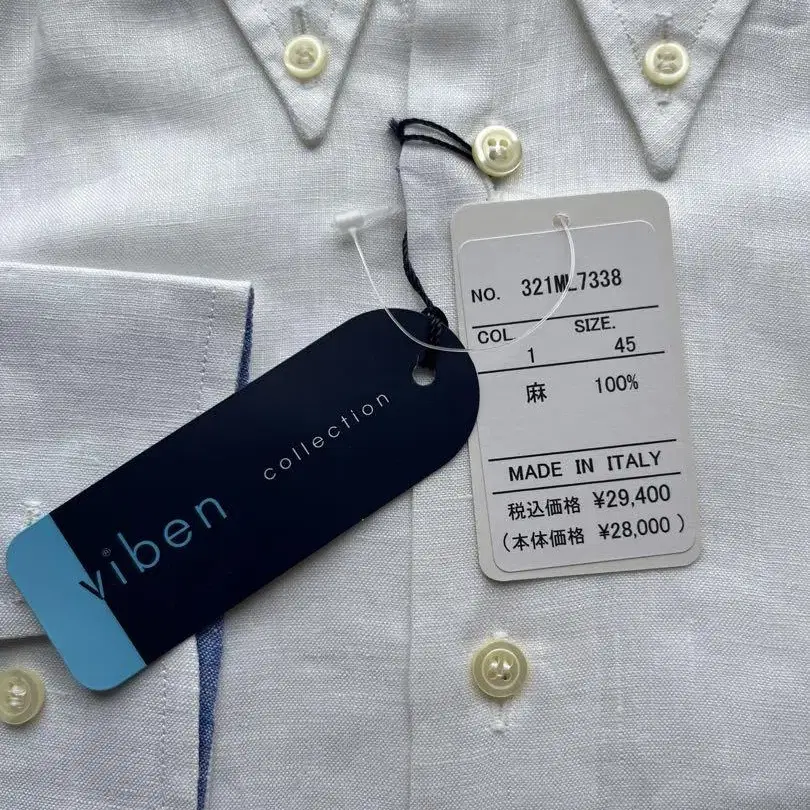 viben®
collection
NO. 321ML7338
COL SIZE.
1 45
麻 100%
MADE IN ITALY
税込価格 ¥29,400
(本体価格 ¥28,000)